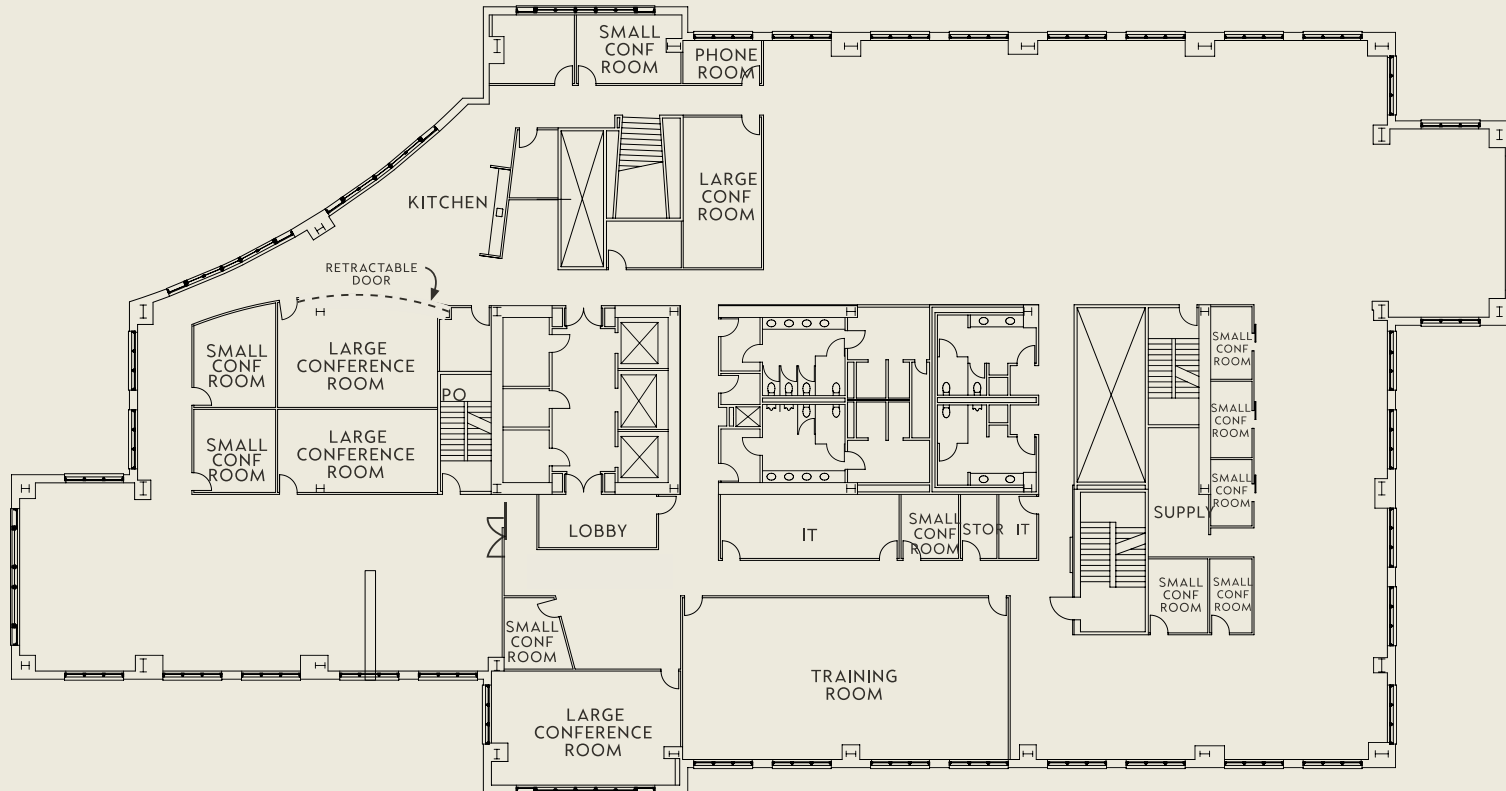 SMALL
CONF
ROOM
PHONE
ROOM
LARGE
CONF
ROOM
KITCHEN
RETRACTABLE
DOOR
SMALL
CONF
ROOM
LARGE
CONFERENCE
ROOM
PO
SMALL
CONF
ROOM
LARGE
CONFERENCE
ROOM
SMALL
CONF
ROOM
SMALL
CONF
ROOM
SMALL
CONF
ROOM
LOBBY
IT
SMALL
CONF
ROOM
STOR
IT
SUPPLY
SMALL
CONF
ROOM
SMALL
CONF
ROOM
SMALL
CONF
ROOM
TRAINING
ROOM
LARGE
CONFERENCE
ROOM